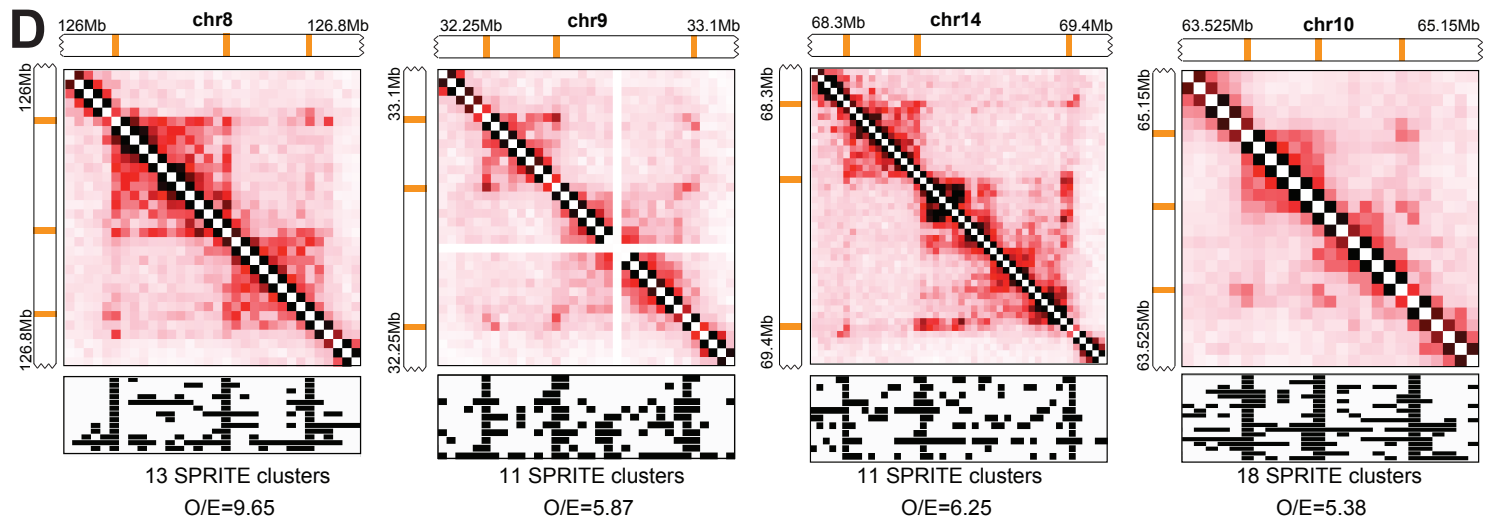 D
chr8
126Mb
126.8Mb
126Mb
126.8Mb
13 SPRITE clusters
O/E=9.65
chr9
32.25Mb
33.1Mb
33.1Mb
32.25Mb
11 SPRITE clusters
O/E=5.87
chr14
68.3Mb
69.4Mb
68.3Mb
69.4Mb
11 SPRITE clusters
O/E=6.25
chr10
63.525Mb
65.15Mb
65.15Mb
63.525Mb
18 SPRITE clusters
O/E=5.38